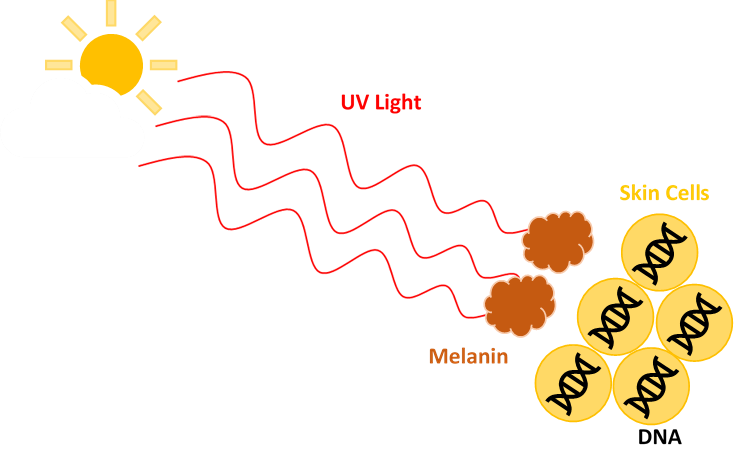 UV Light
Skin Cells
Melanin
DNA